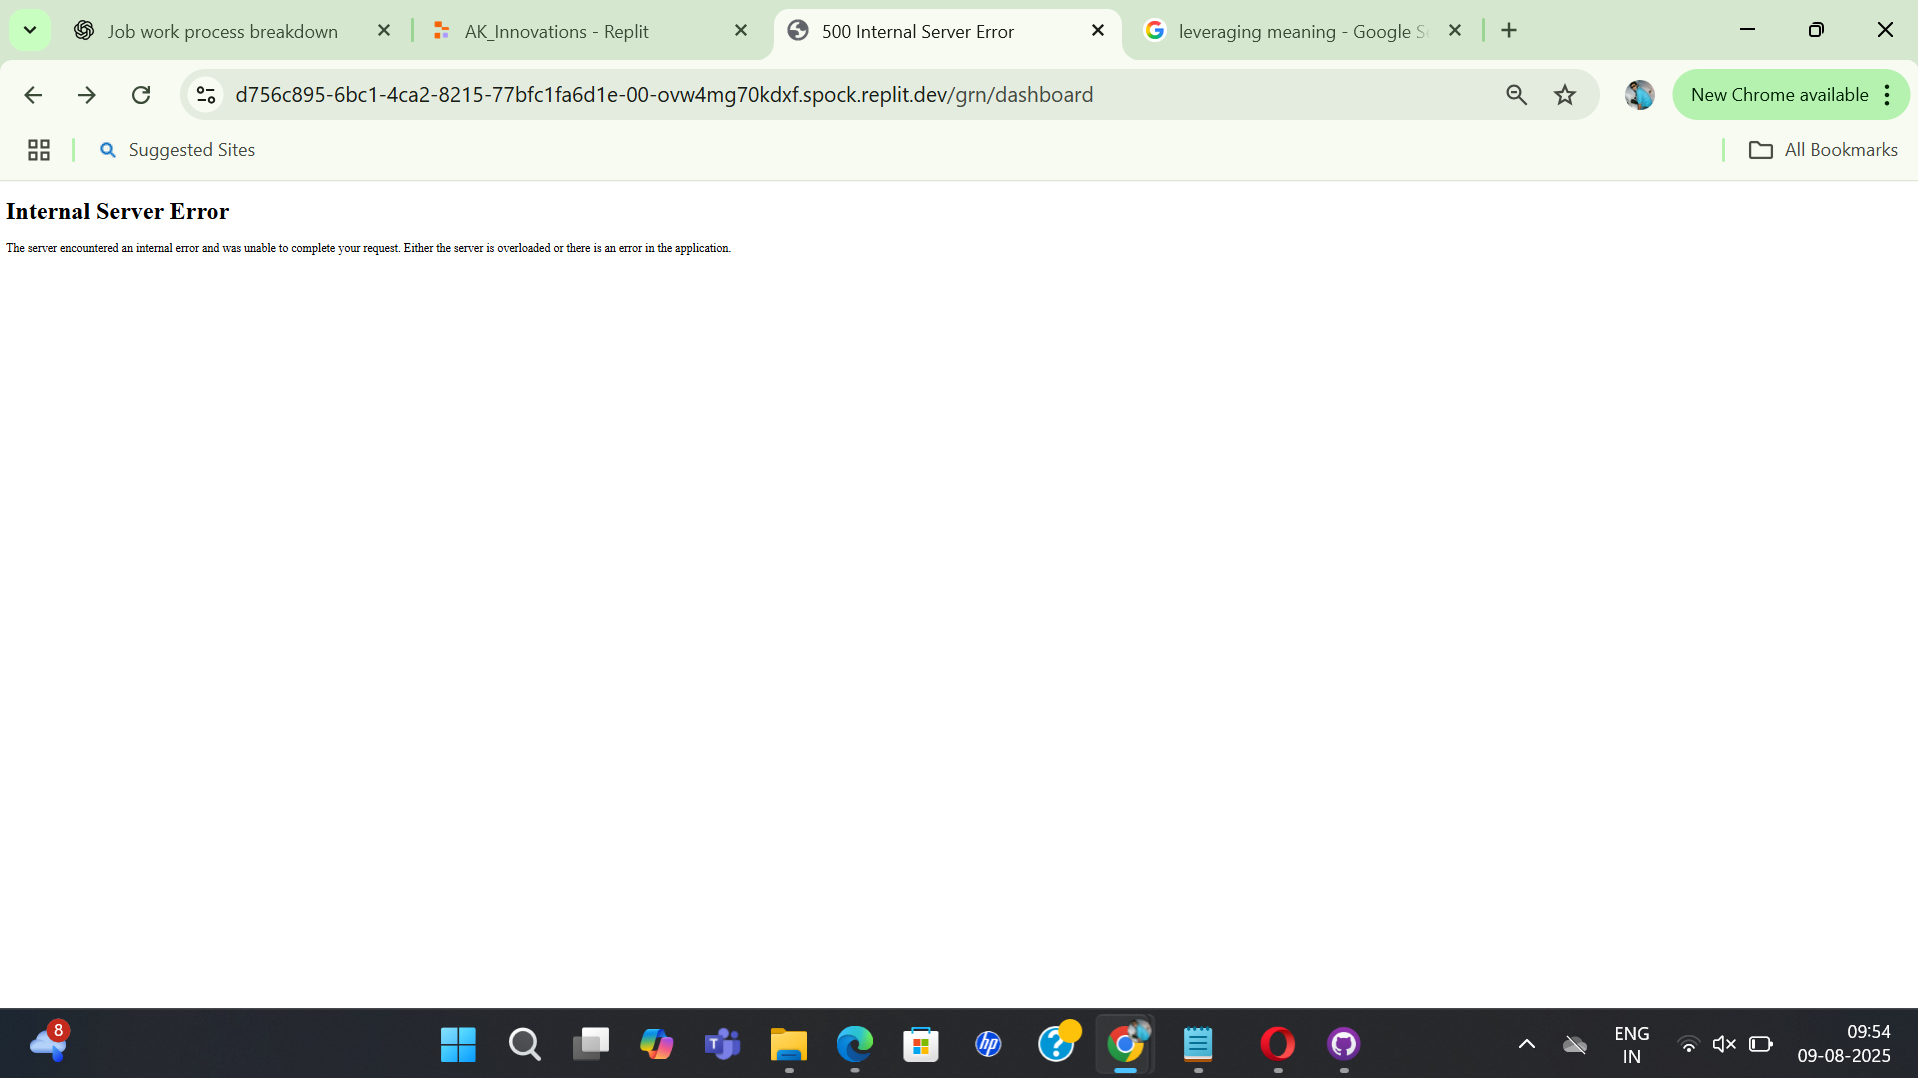 Job work process breakdown
AK_Innovations - Replit
500 Internal Server Error
leveraging meaning - Google S
d756c895-6bc1-4ca2-8215-77bfc1fa6d1e-00-ovw4mg70kdxf.spock.replit.dev/grn/dashboard
New Chrome available
Suggested Sites
All Bookmarks
Internal Server Error
The server encountered an internal error and was unable to complete your request. Either the server is overloaded or there is an error in the application.
8
T
hp
?
ENG
IN
09:54
09-08-2025